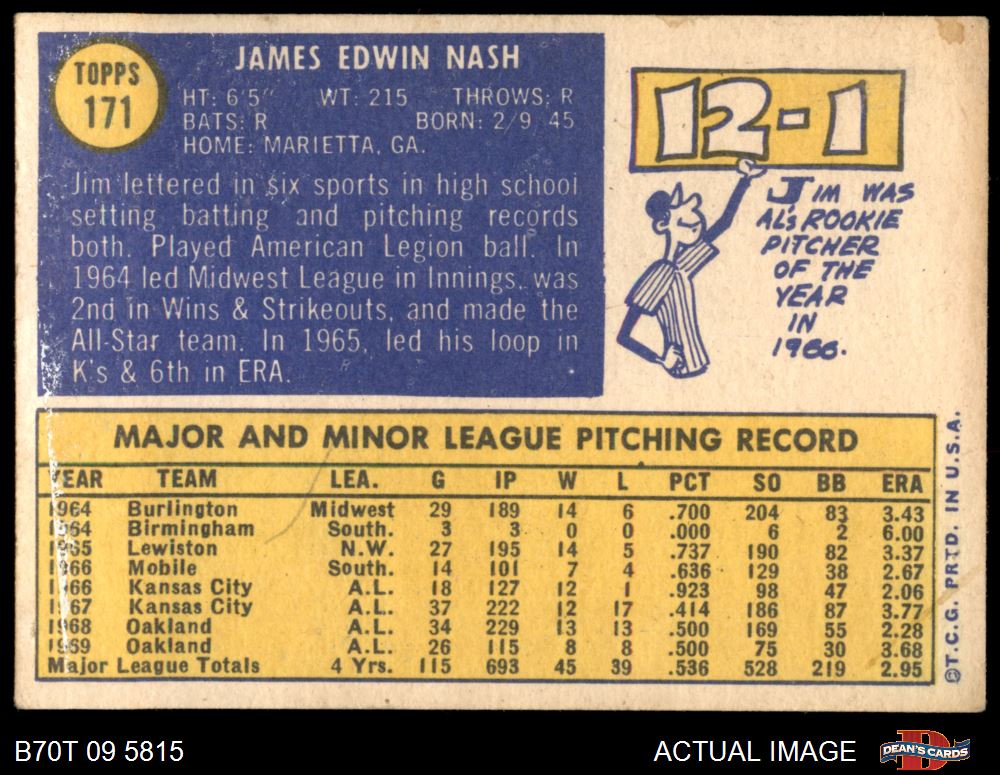 TOPPS
171
JAMES EDWIN NASH
HT: 6'5" WT: 215 THROWS: R
BATS: R BORN: 2/9 45
HOME: MARIETTA, GA.
Jim lettered in six sports in high school
setting batting and pitching records
both. Played American Legion ball. In
1964 led Midwest League in Innings, was
2nd in Wins & Strikeouts, and made the
All-Star team. In 1965, led his loop in
K's & 6th in ERA.
12-1
JIM WAS
AL'S ROOKIE
PITCHER
OF THE
YEAR
IN
1966.
MAJOR AND MINOR LEAGUE PITCHING RECORD
YEAR TEAM LEA. G IP W L PCT SO BB ERA
1964 Burlington Midwest 29 189 14 6 .700 204 83 3.43
1964 Birmingham South. 3 3 0 0 .000 6 2 6.00
1965 Lewiston N.W. 27 195 14 5 .737 190 82 3.37
1966 Mobile South. 14 101 7 4 .636 129 38 2.67
1966 Kansas City A.L. 18 127 12 1 .923 98 47 2.06
1967 Kansas City A.L. 37 222 12 17 .414 186 87 3.77
1968 Oakland A.L. 34 229 13 13 .500 169 55 2.28
1969 Oakland A.L. 26 115 8 8 .500 75 30 3.68
Major League Totals 4 Yrs. 115 693 45 39 .536 528 219 2.95
©T.C.G. PRTD. IN U.S.A.
B70T 09 5815
ACTUAL IMAGE
DEAN'S CARDS